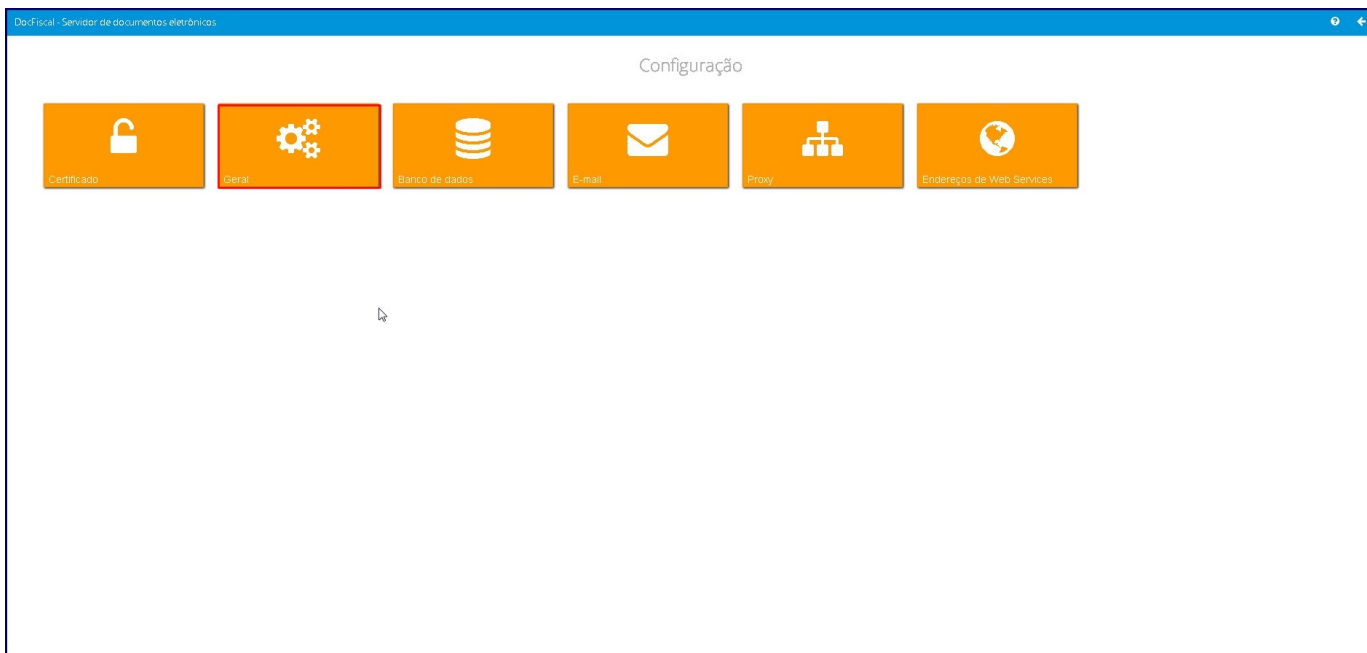 DocFiscal - Servidor de documentos eletrônicos
Configuração
Certificado
Geral
Banco de dados
E-mail
Proxy
Endereços de Web Services